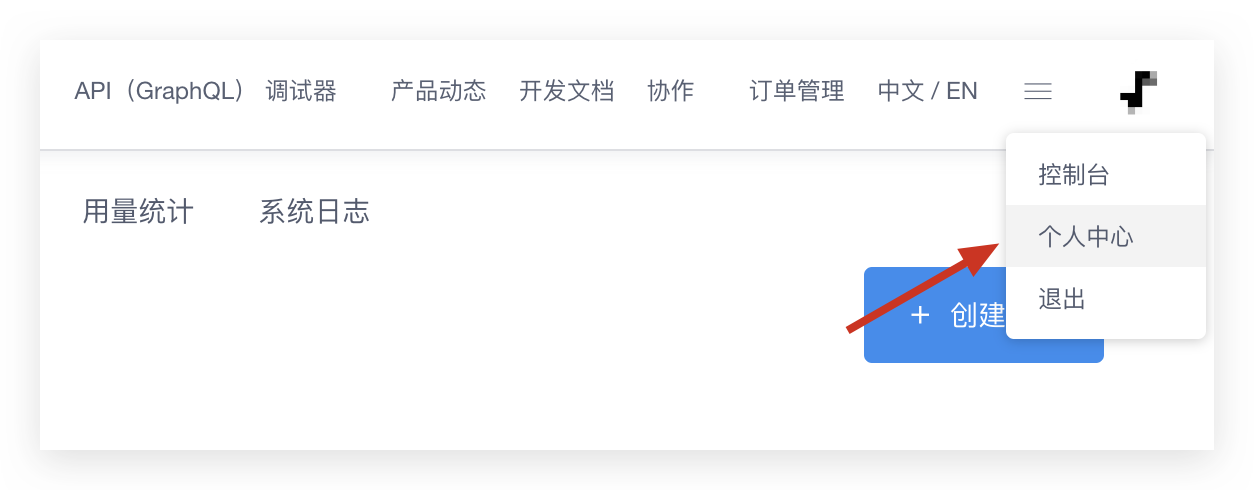 API（GraphQL）调试器 产品动态 开发文档 协作 订单管理 中文 / EN
控制台
用量统计 系统日志
个人中心
退出
+ 创建